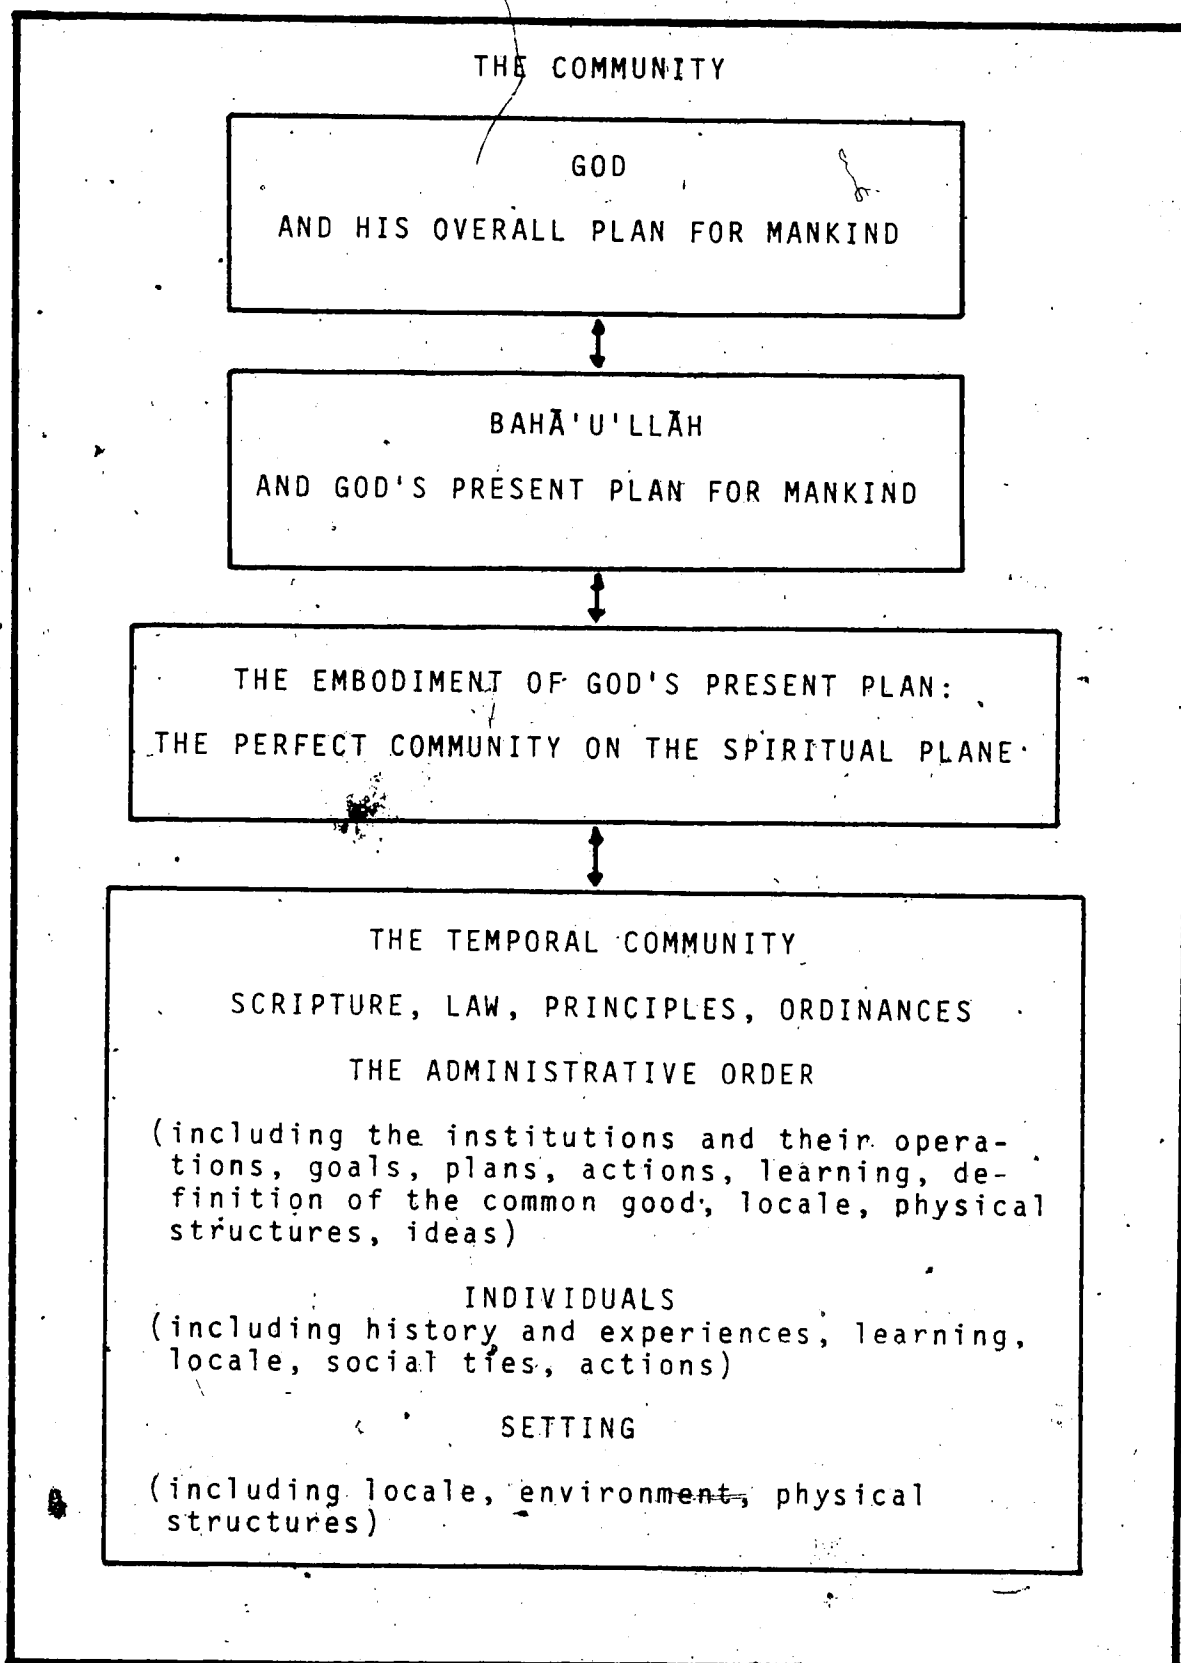 THE COMMUNITY
GOD
AND HIS OVERALL PLAN FOR MANKIND
BAHĀ'U'LLĀH
AND GOD'S PRESENT PLAN FOR MANKIND
THE EMBODIMENT OF GOD'S PRESENT PLAN:
THE PERFECT COMMUNITY ON THE SPIRITUAL PLANE
THE TEMPORAL COMMUNITY
SCRIPTURE, LAW, PRINCIPLES, ORDINANCES
THE ADMINISTRATIVE ORDER
(including the institutions and their opera-
tions, goals, plans, actions, learning, de-
finition of the common good, locale, physical
structures, ideas)
INDIVIDUALS
(including history and experiences, learning,
locale, social ties, actions)
SETTING
(including locale, environment, physical
structures)